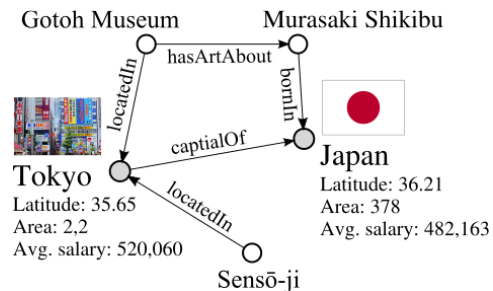 Gotoh Museum
Murasaki Shikibu
hasArtAbout
locatedIn
bornIn
captialOf
Tokyo
Latitude: 35.65
Area: 2,2
Avg. salary: 520,060
Japan
Latitude: 36.21
Area: 378
Avg. salary: 482,163
locatedIn
Sensō-ji